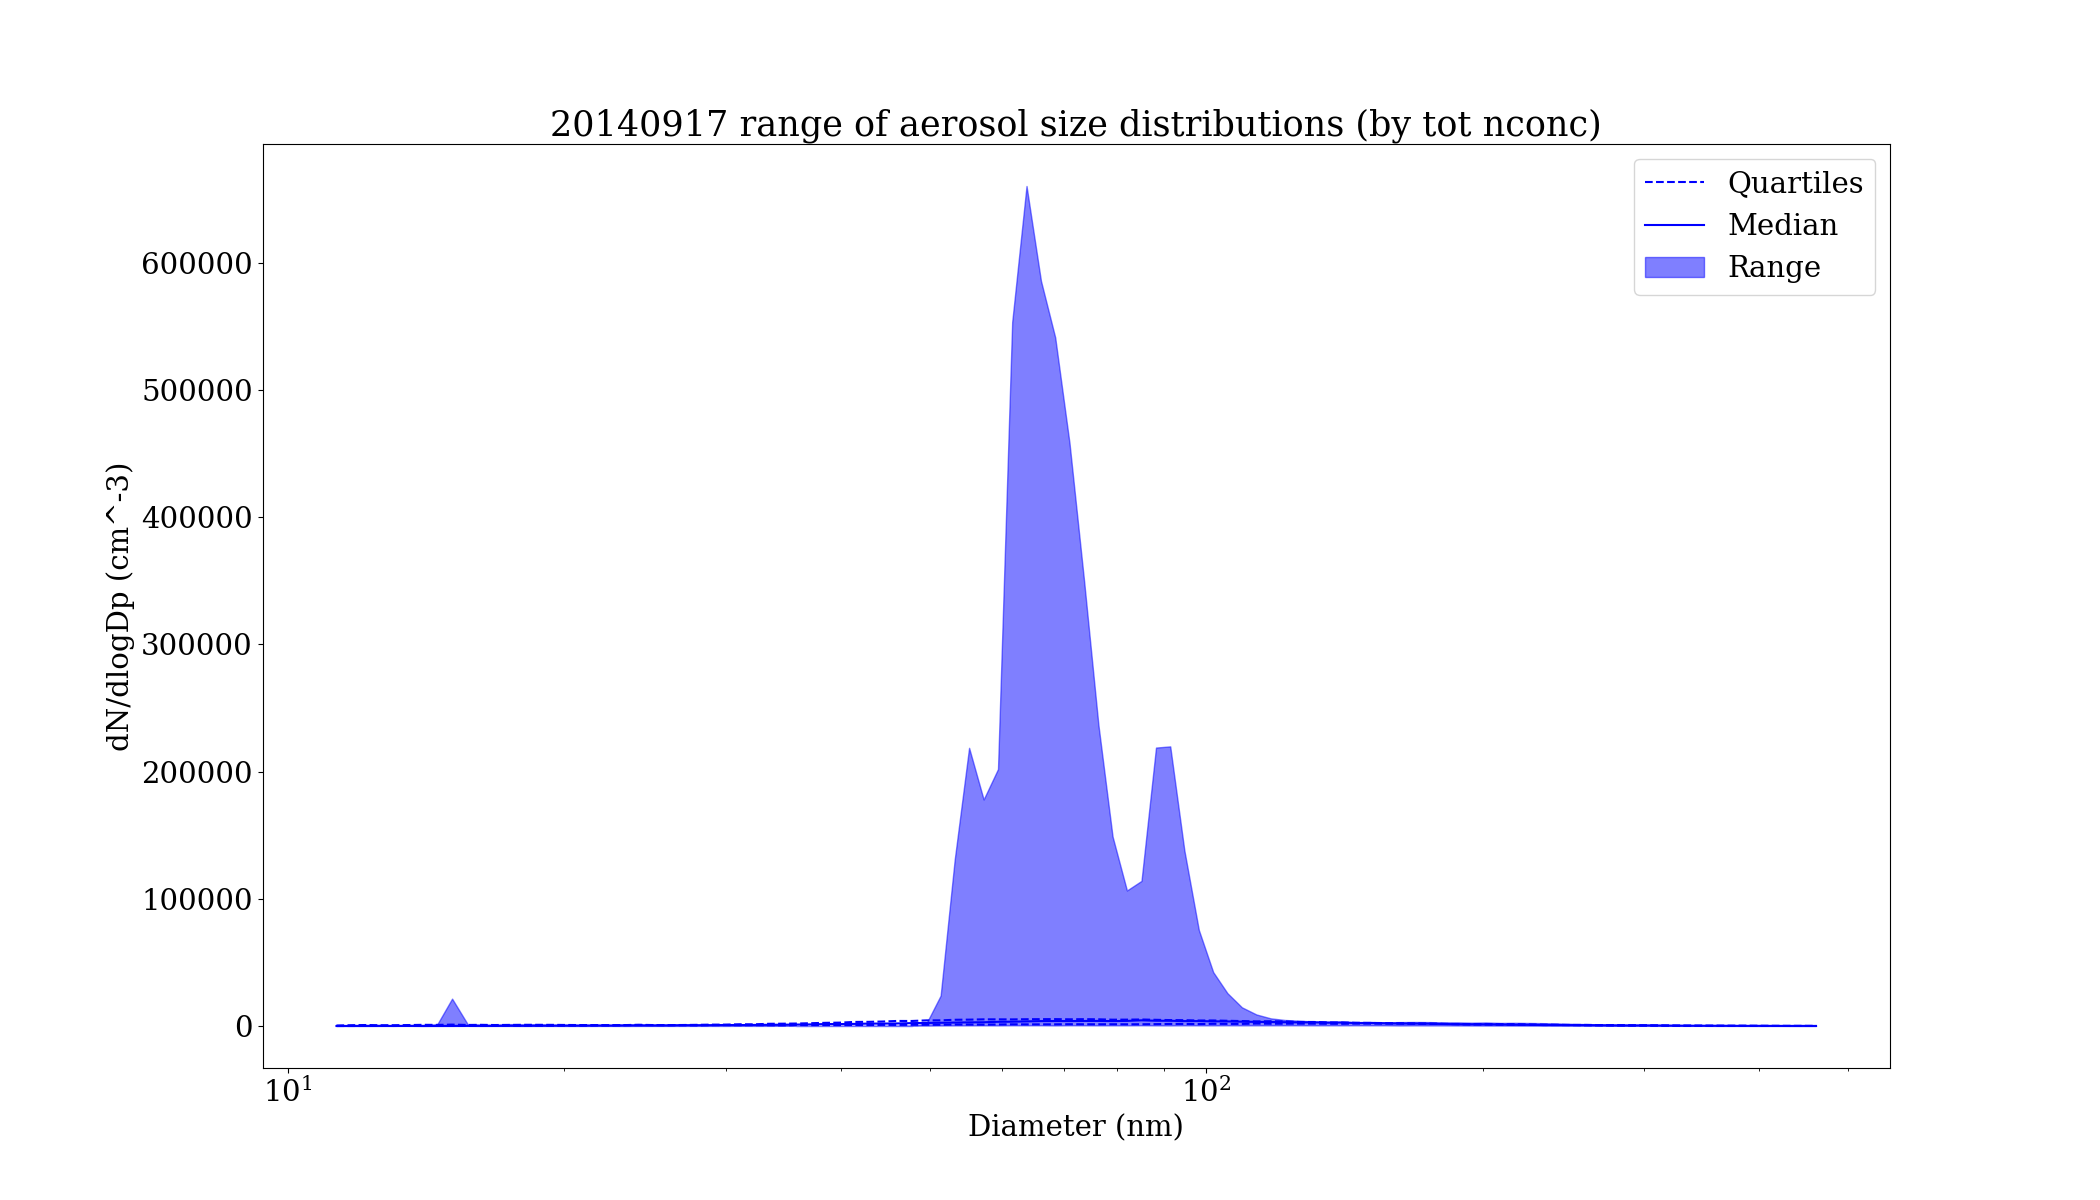 20140917 range of aerosol size distributions (by tot nconc)
Quartiles
Median
Range
600000
500000
400000
300000
200000
100000
0
dN/dlogDp (cm^-3)
10¹
10²
Diameter (nm)